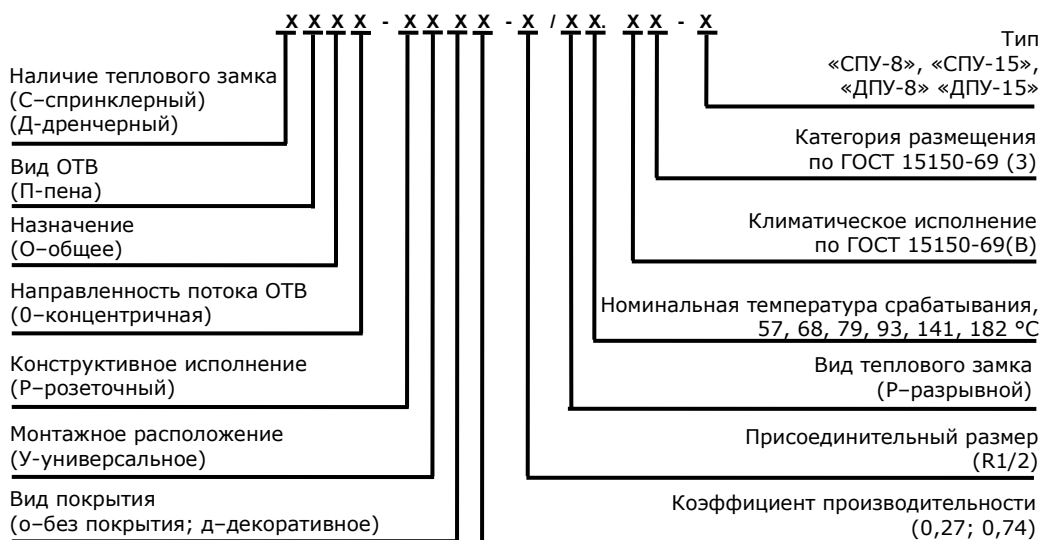 X X X X - X X X X - X / X X. X X - X
Наличие теплового замка
(С–спринклерный)
(Д-дренчерный)
Вид ОТВ
(П-пена)
Назначение
(О–общее)
Направленность потока ОТВ
(0–концентричная)
Конструктивное исполнение
(Р–розеточный)
Монтажное расположение
(У-универсальное)
Вид покрытия
(о–без покрытия; д–декоративное)
Тип
«СПУ-8», «СПУ-15»,
«ДПУ-8» «ДПУ-15»
Категория размещения
по ГОСТ 15150-69 (3)
Климатическое исполнение
по ГОСТ 15150-69(В)
Номинальная температура срабатывания,
57, 68, 79, 93, 141, 182 °С
Вид теплового замка
(Р–разрывной)
Присоединительный размер
(R1/2)
Коэффициент производительности
(0,27; 0,74)